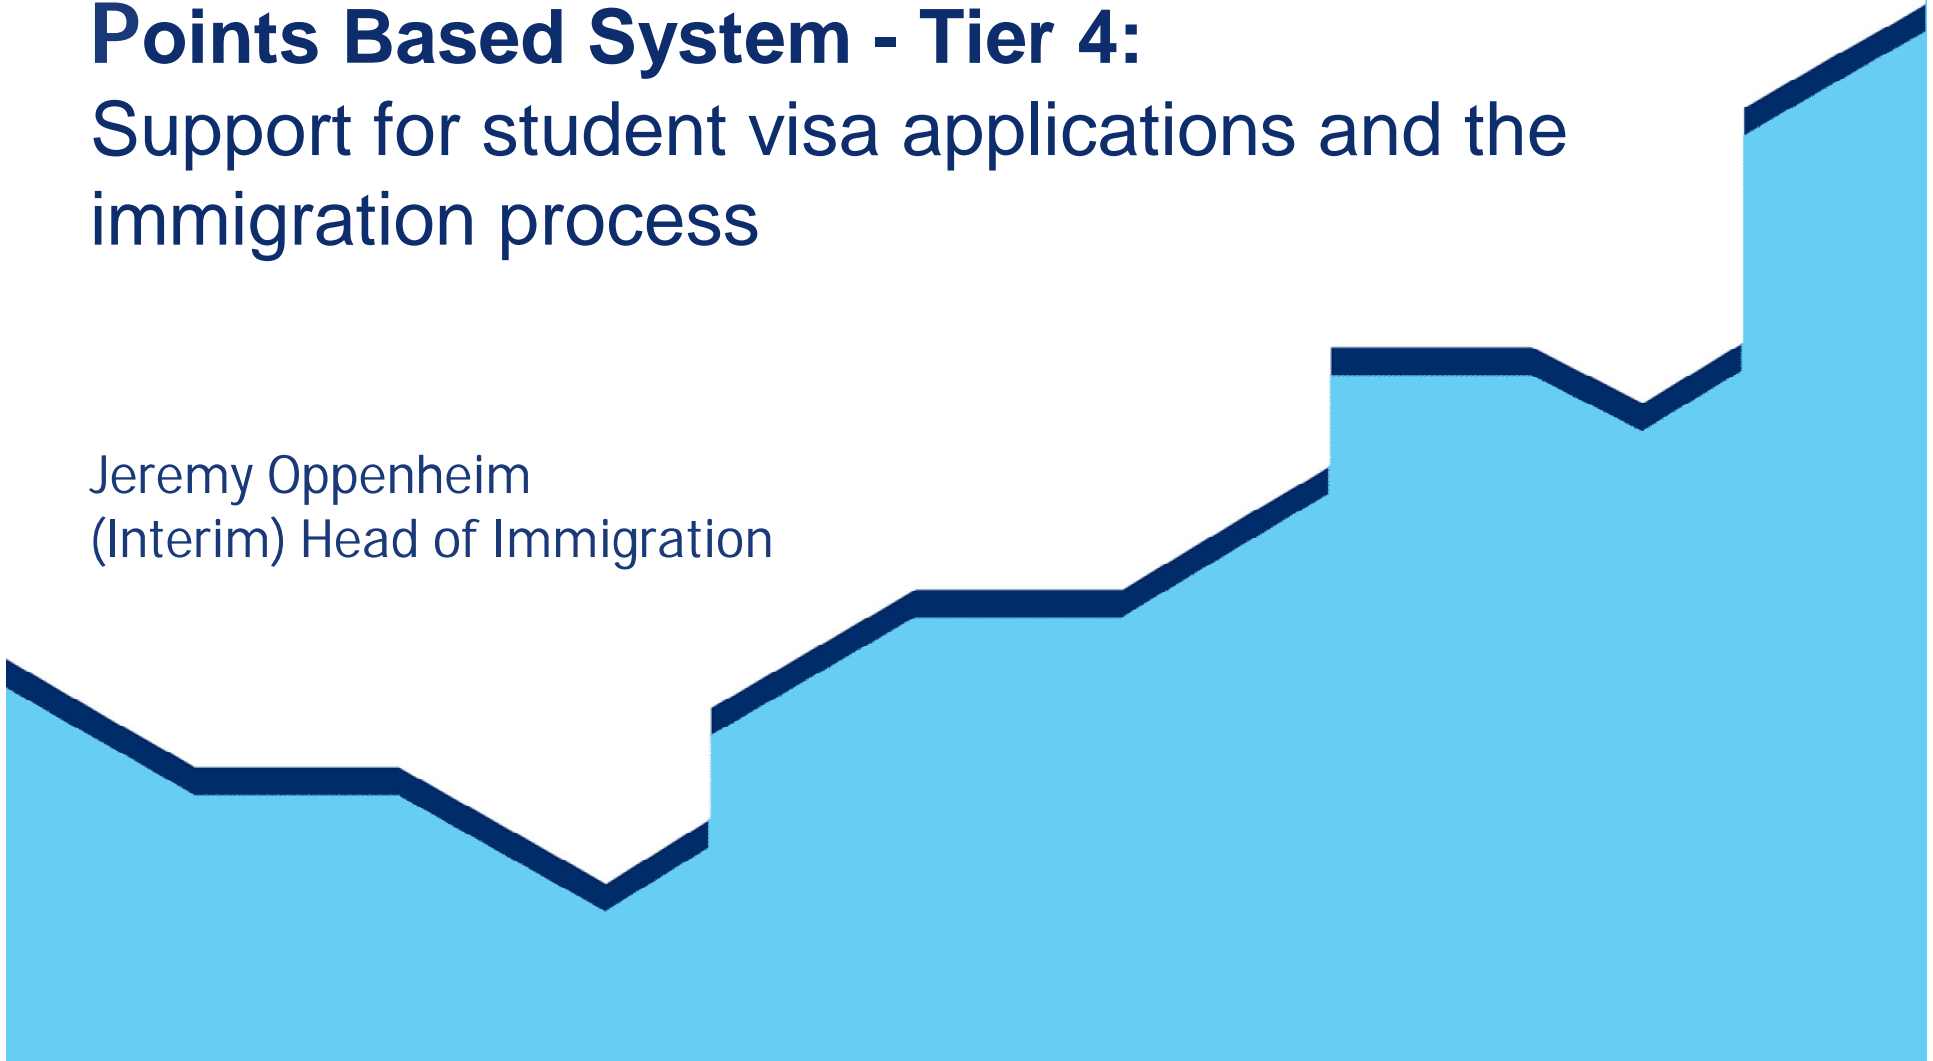 Points Based System - Tier 4:
Support for student visa applications and the
immigration process
Jeremy Oppenheim
(Interim) Head of Immigration